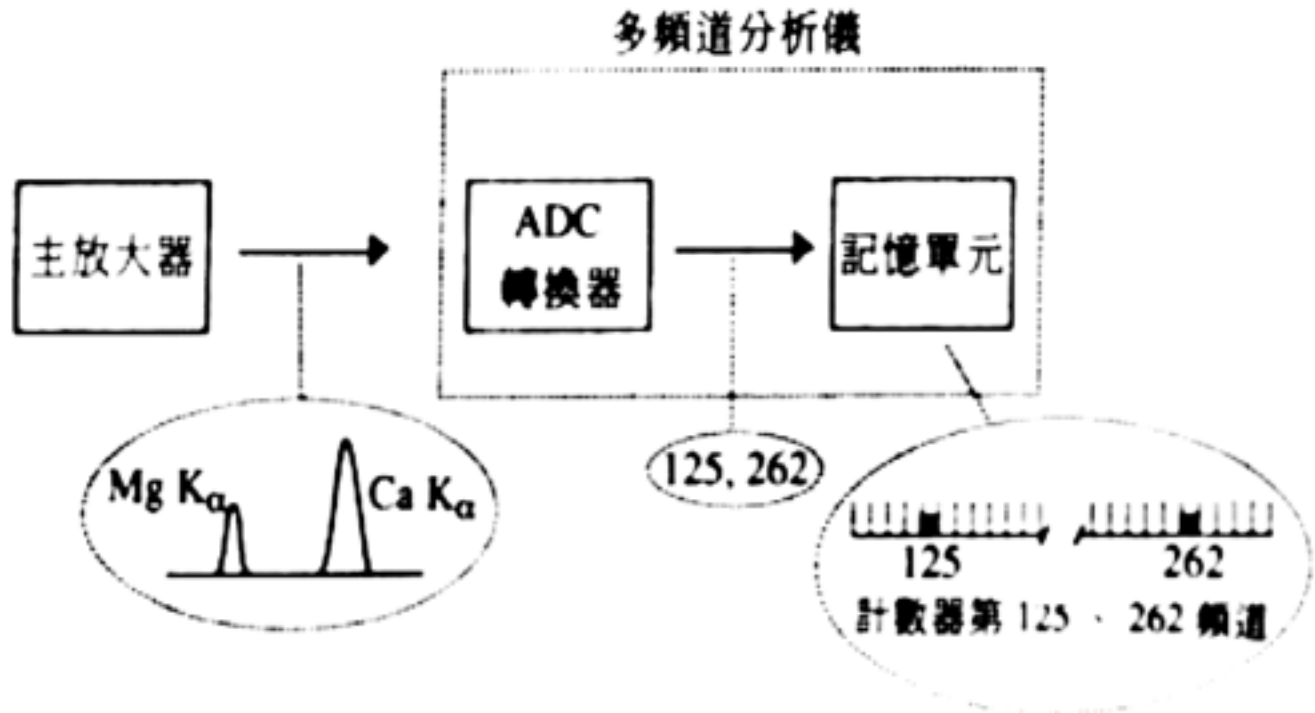 多頻道分析儀
主放大器
ADC
轉換器
記憶單元
Mg Kα
Ca Kα
125, 262
125
262
計數器第 125、262 頻道